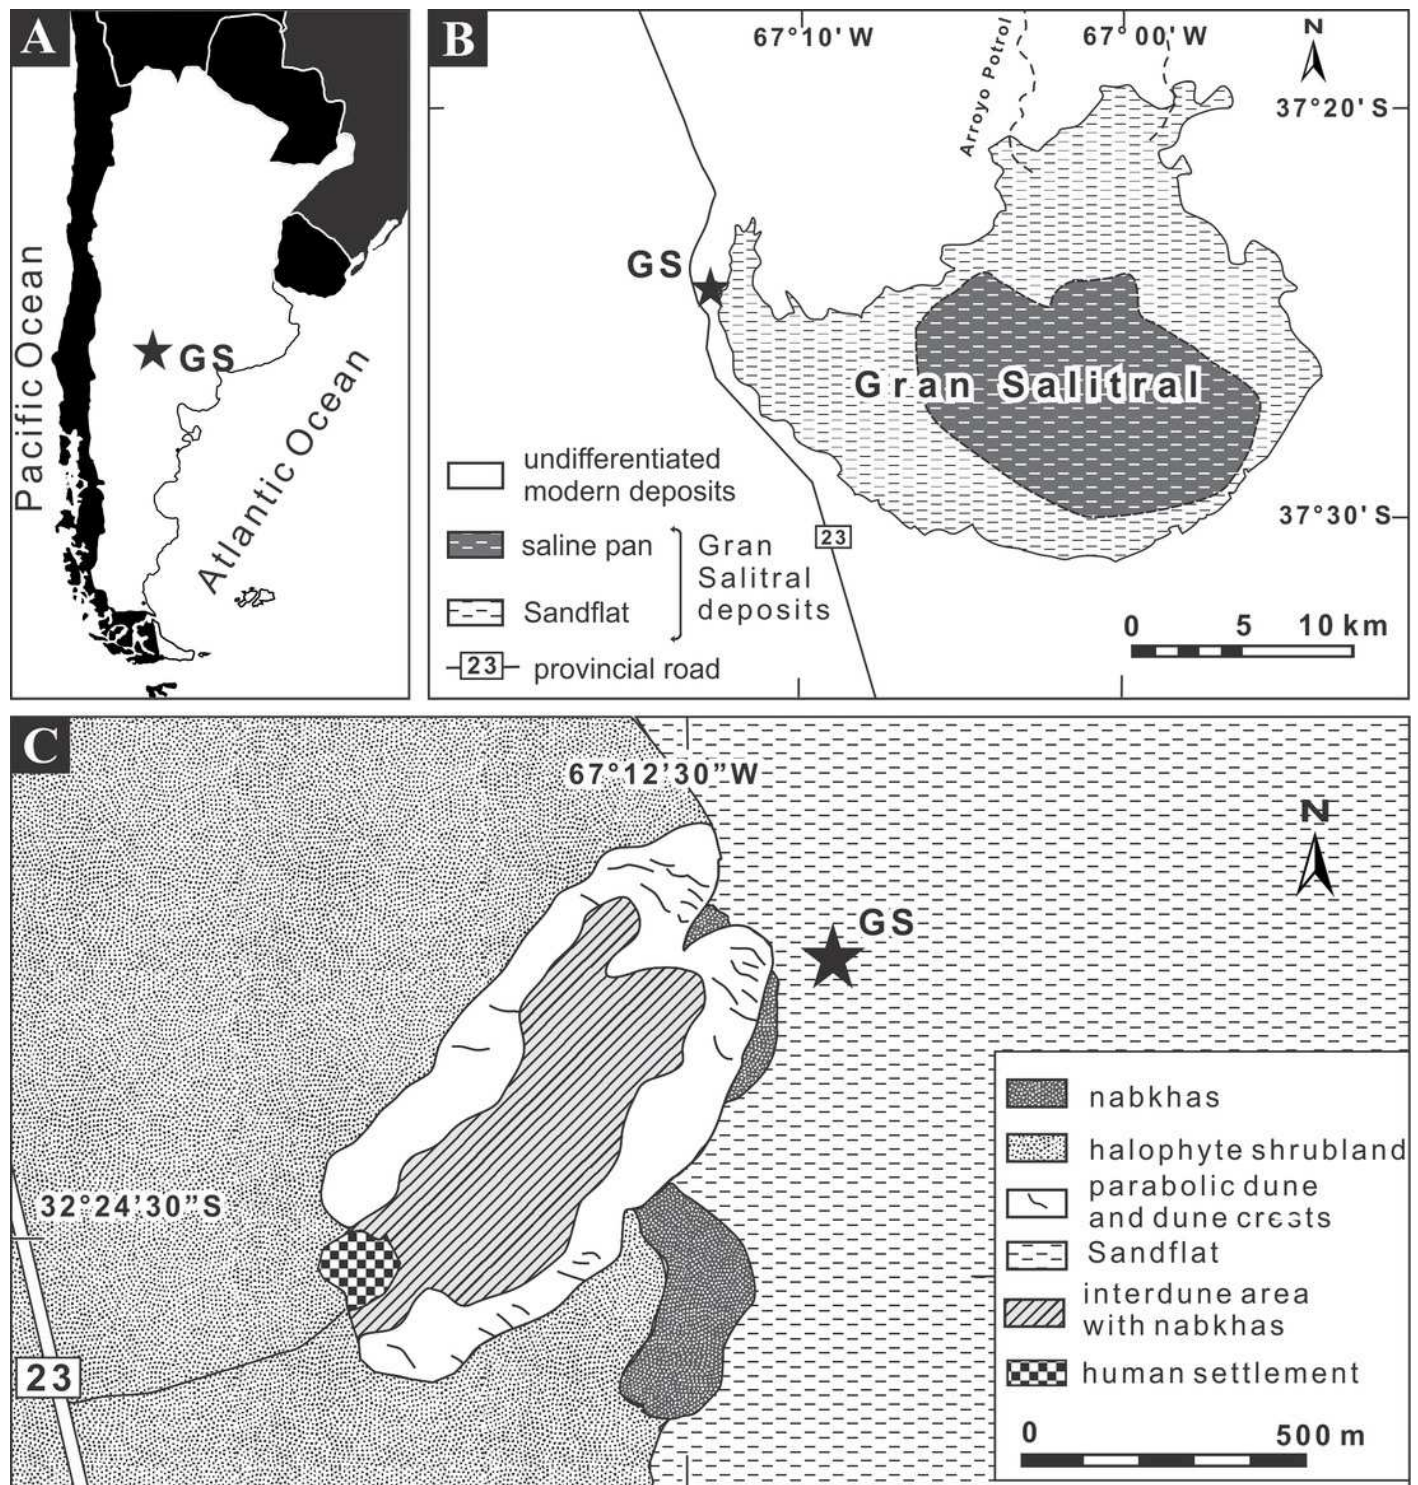 A
Pacific Ocean
GS
Atlantic Ocean
B
67°10' W
67°00' W
N
37°20' S
Arroyo Potrol
GS
Gran Salitral
37°30' S
undifferentiated
modern deposits
saline pan
Sandflat
Gran
Salitral
deposits
23
provincial road
23
0 5 10 km
C
67°12'30”W
N
GS
32°24'30”S
23
nabkhas
halophyte shrubland
parabolic dune
and dune crests
Sandflat
interdune area
with nabkhas
human settlement
0 500 m